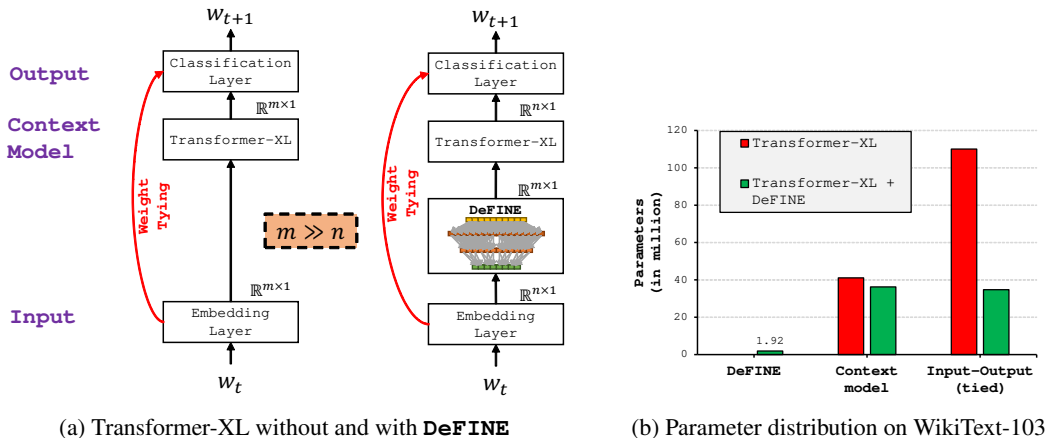 w_{t+1}
Classification
Layer
ℝ^{m×1}
Transformer-XL
Weight
Tying
ℝ^{m×1}
Embedding
Layer
w_t
Output
Context
Model
Input
m ≫ n
w_{t+1}
Classification
Layer
ℝ^{n×1}
Transformer-XL
ℝ^{m×1}
DeFINE
Weight
Tying
ℝ^{n×1}
Embedding
Layer
w_t
(a) Transformer-XL without and with DeFINE
Parameters
(in million)
120
100
80
60
40
20
0
Transformer-XL
Transformer-XL +
DeFINE
1.92
DeFINE
Context
model
Input-Output
(tied)
(b) Parameter distribution on WikiText-103